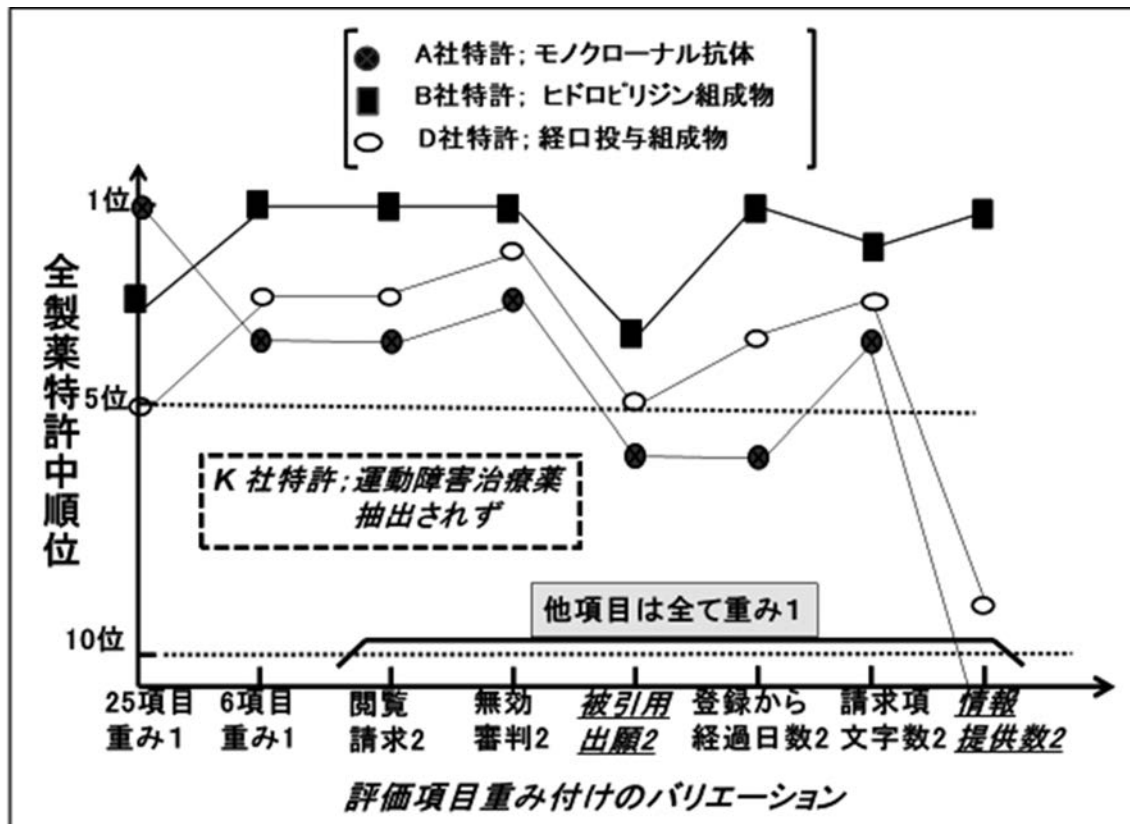 A社特許；モノクローナル抗体
B社特許； ヒドロピリジン組成物
D社特許；経口投与組成物
1位
全製薬特許中順位
5位
K 社特許；運動障害治療薬
抽出されず
他項目は全て重み１
10位
25項目
重み１
6項目
重み１
閲覧
請求2
無効
審判2
被引用
出願2
登録から
経過日数2
請求項
文字数2
情報
提供数2
評価項目重み付けのバリエーション